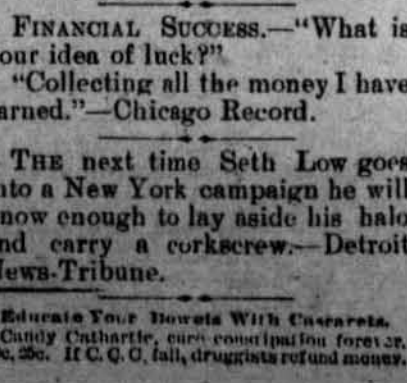 FINANCIAL SUCCESS.—"What is
our idea of luck?"
"Collecting all the money I have
arned."—Chicago Record.
THE next time Seth Low goes
nto a New York campaign he will
now enough to lay aside his halo
nd carry a corkscrew.—Detroit
News-Tribune.
Educate Your Bowels With Cascarets.
Candy Cathartic, cure constipation forever.
c, 25c. If C. C. C. fail, druggists refund money.